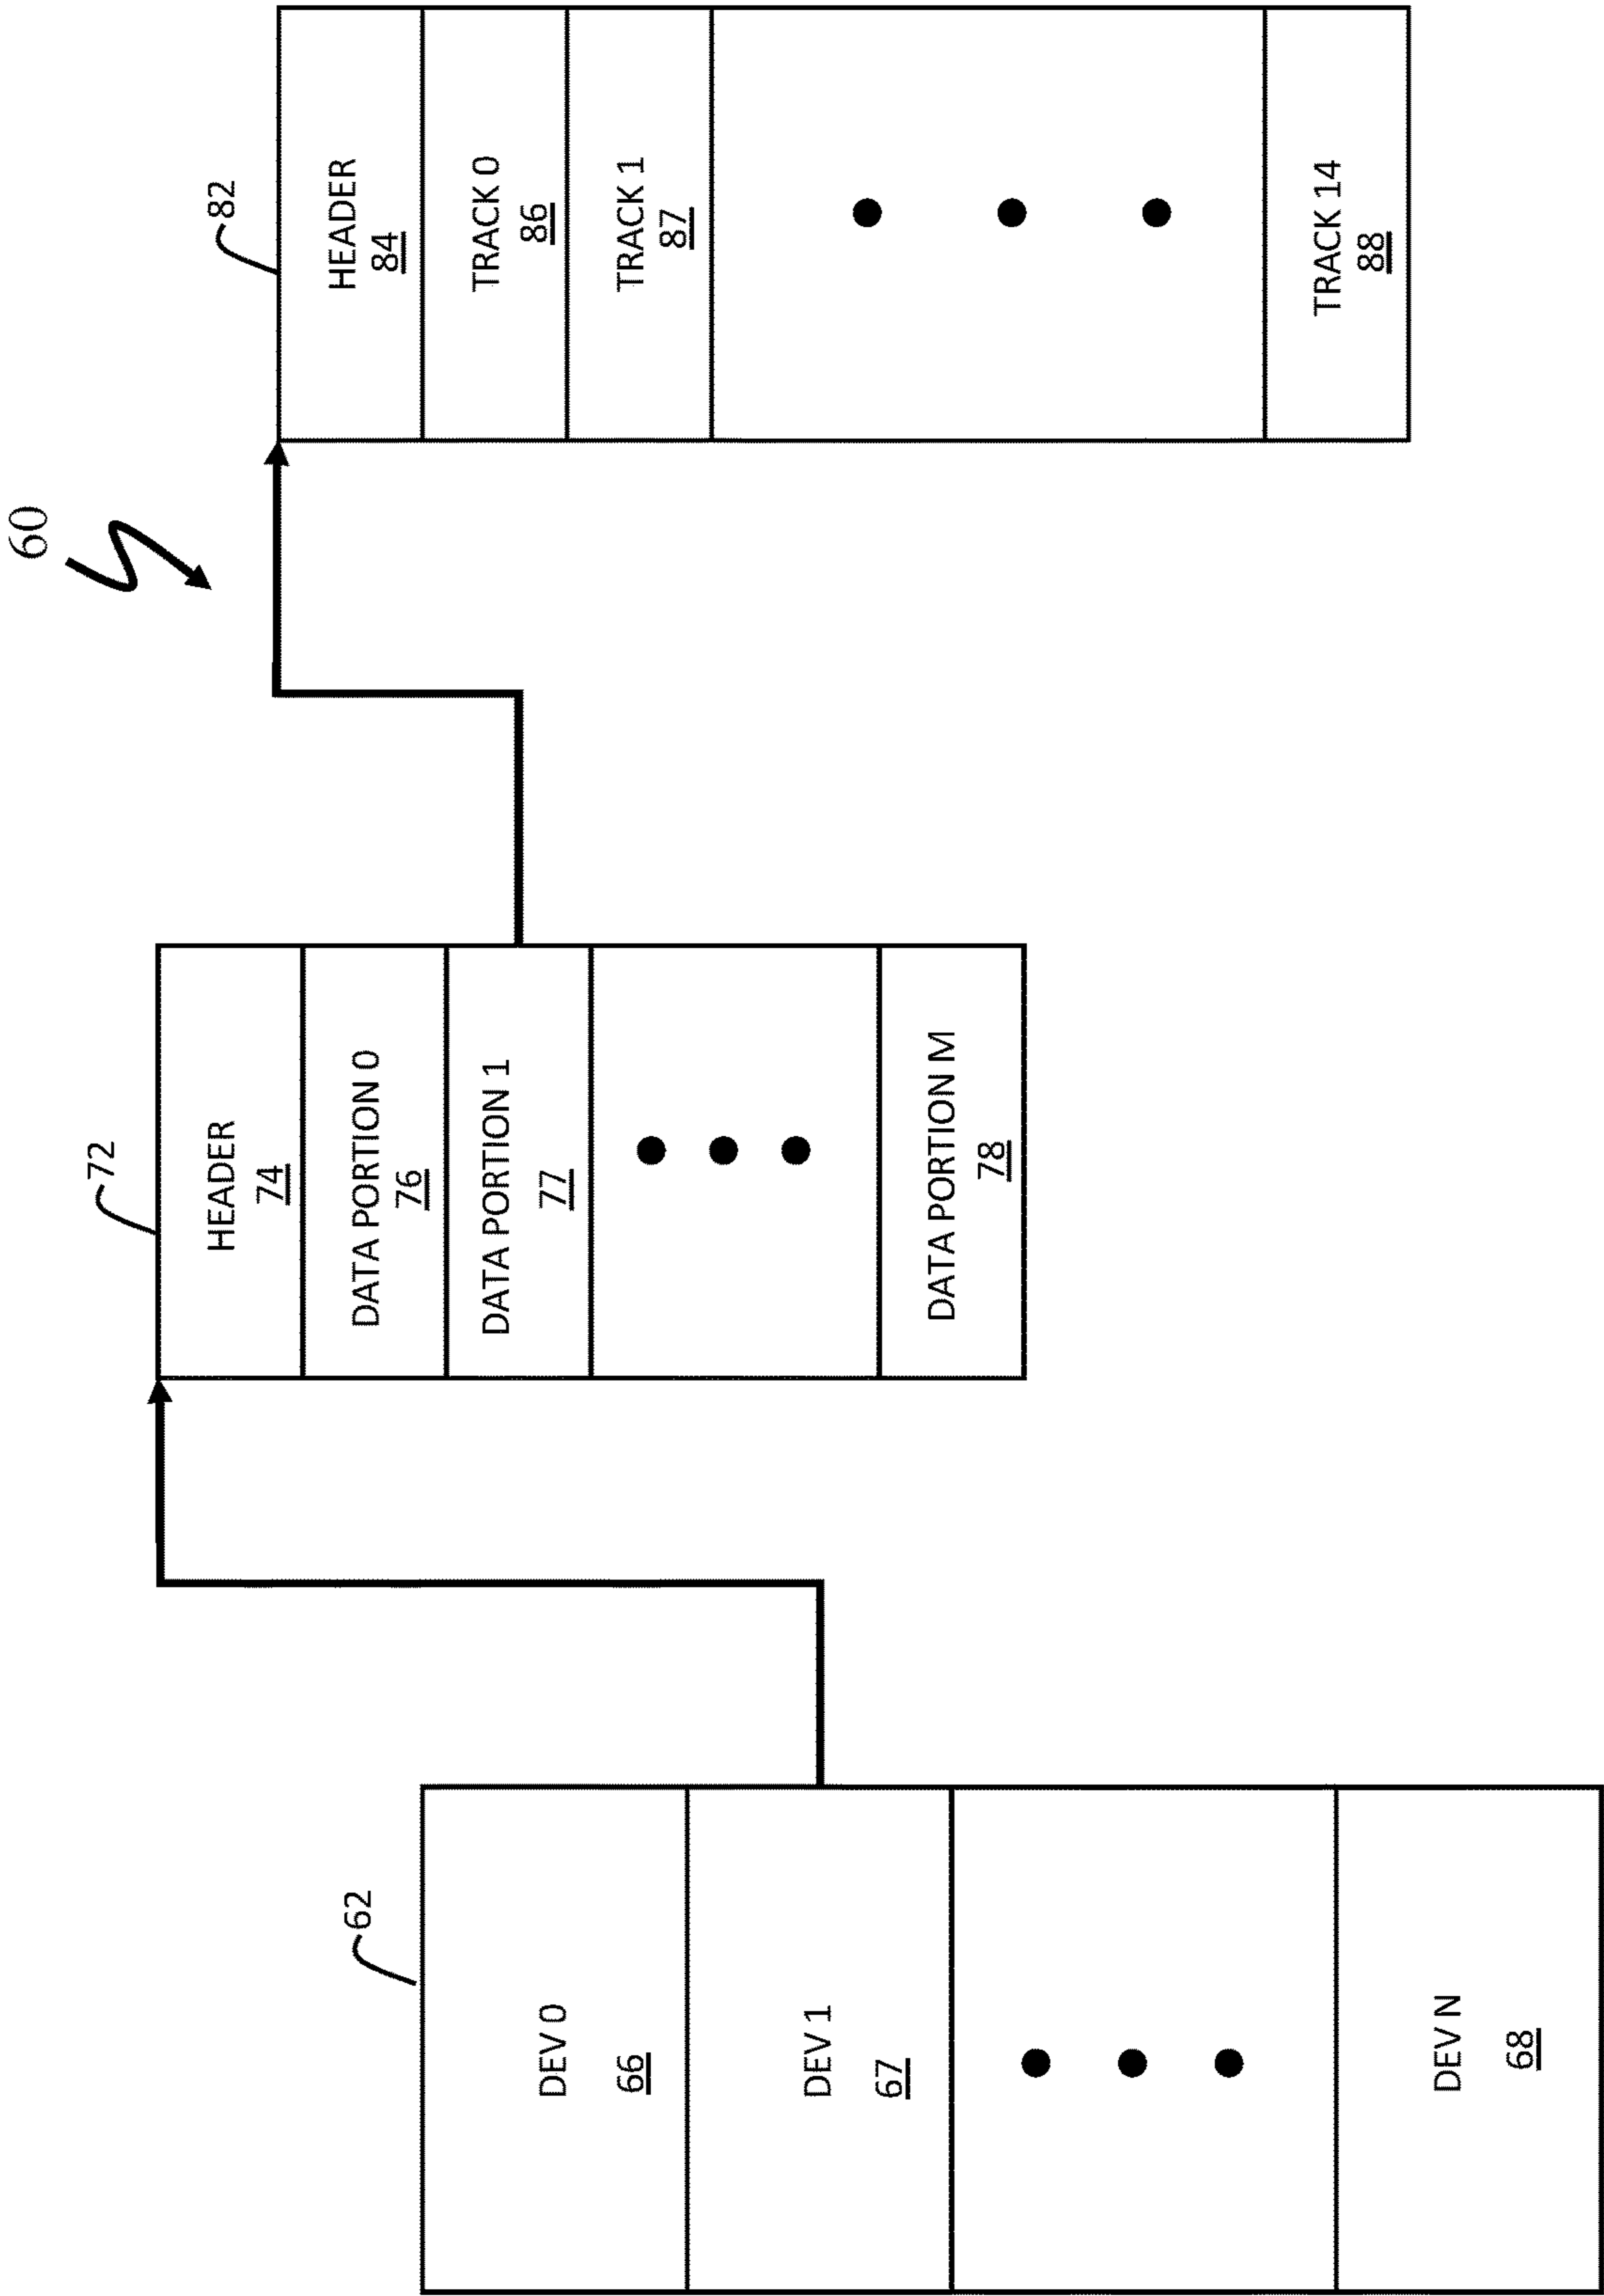 60
62
DEV 0
66
DEV 1
67
DEV N
68
72
HEADER
74
DATA PORTION 0
76
DATA PORTION 1
77
DATA PORTION M
78
82
HEADER
84
TRACK 0
86
TRACK 1
87
TRACK 14
88